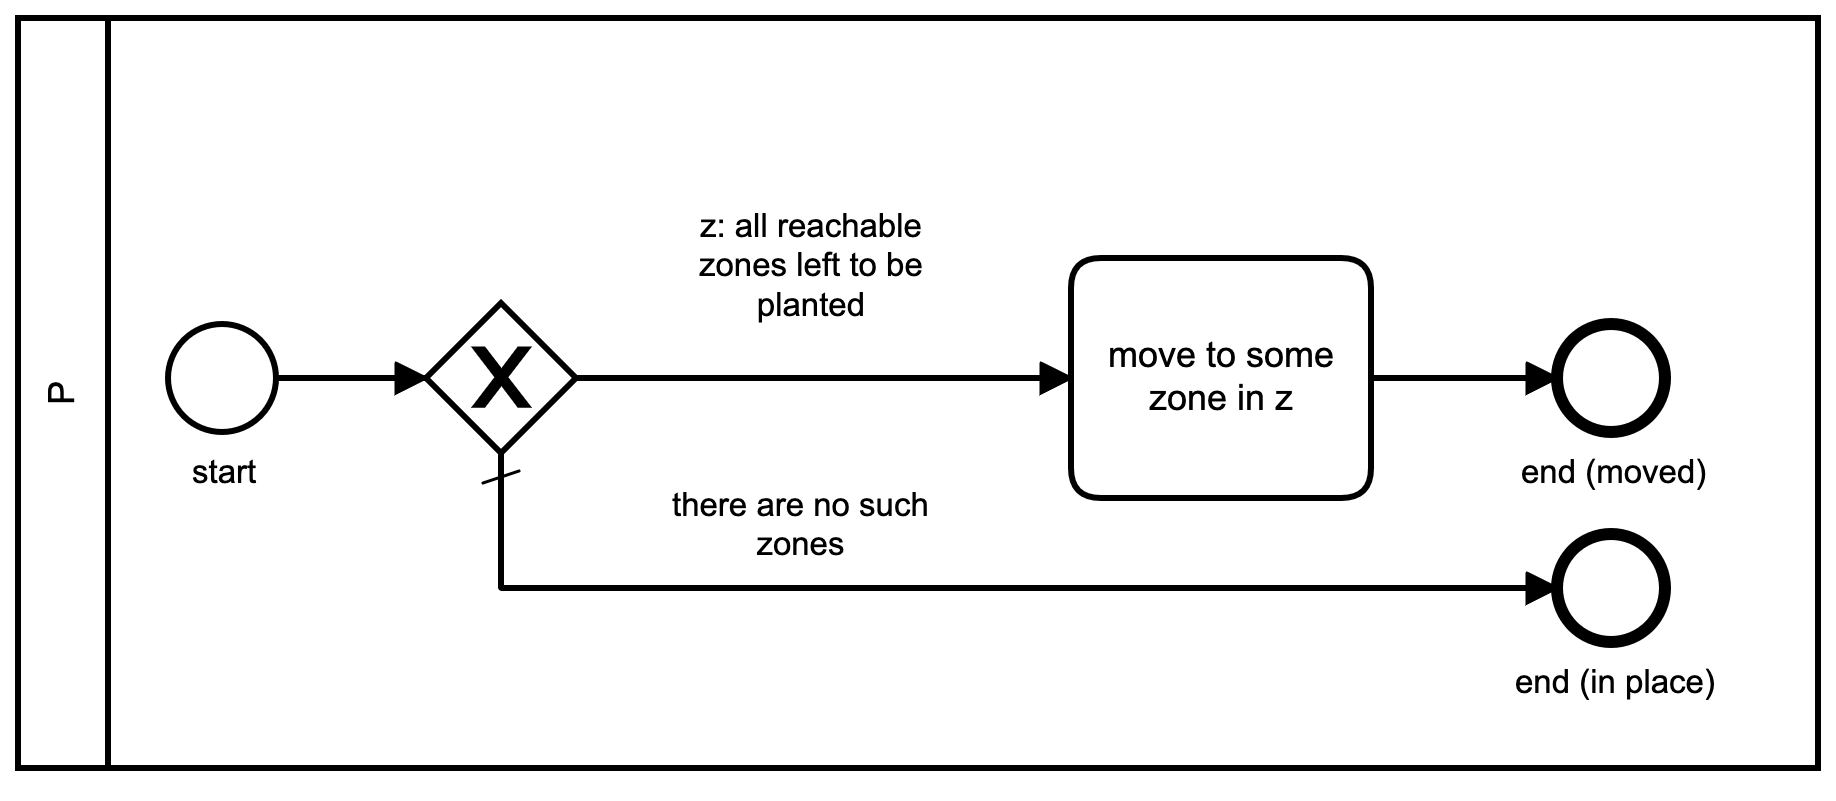 P
start
X
z: all reachable
zones left to be
planted
move to some
zone in z
end (moved)
there are no such
zones
end (in place)